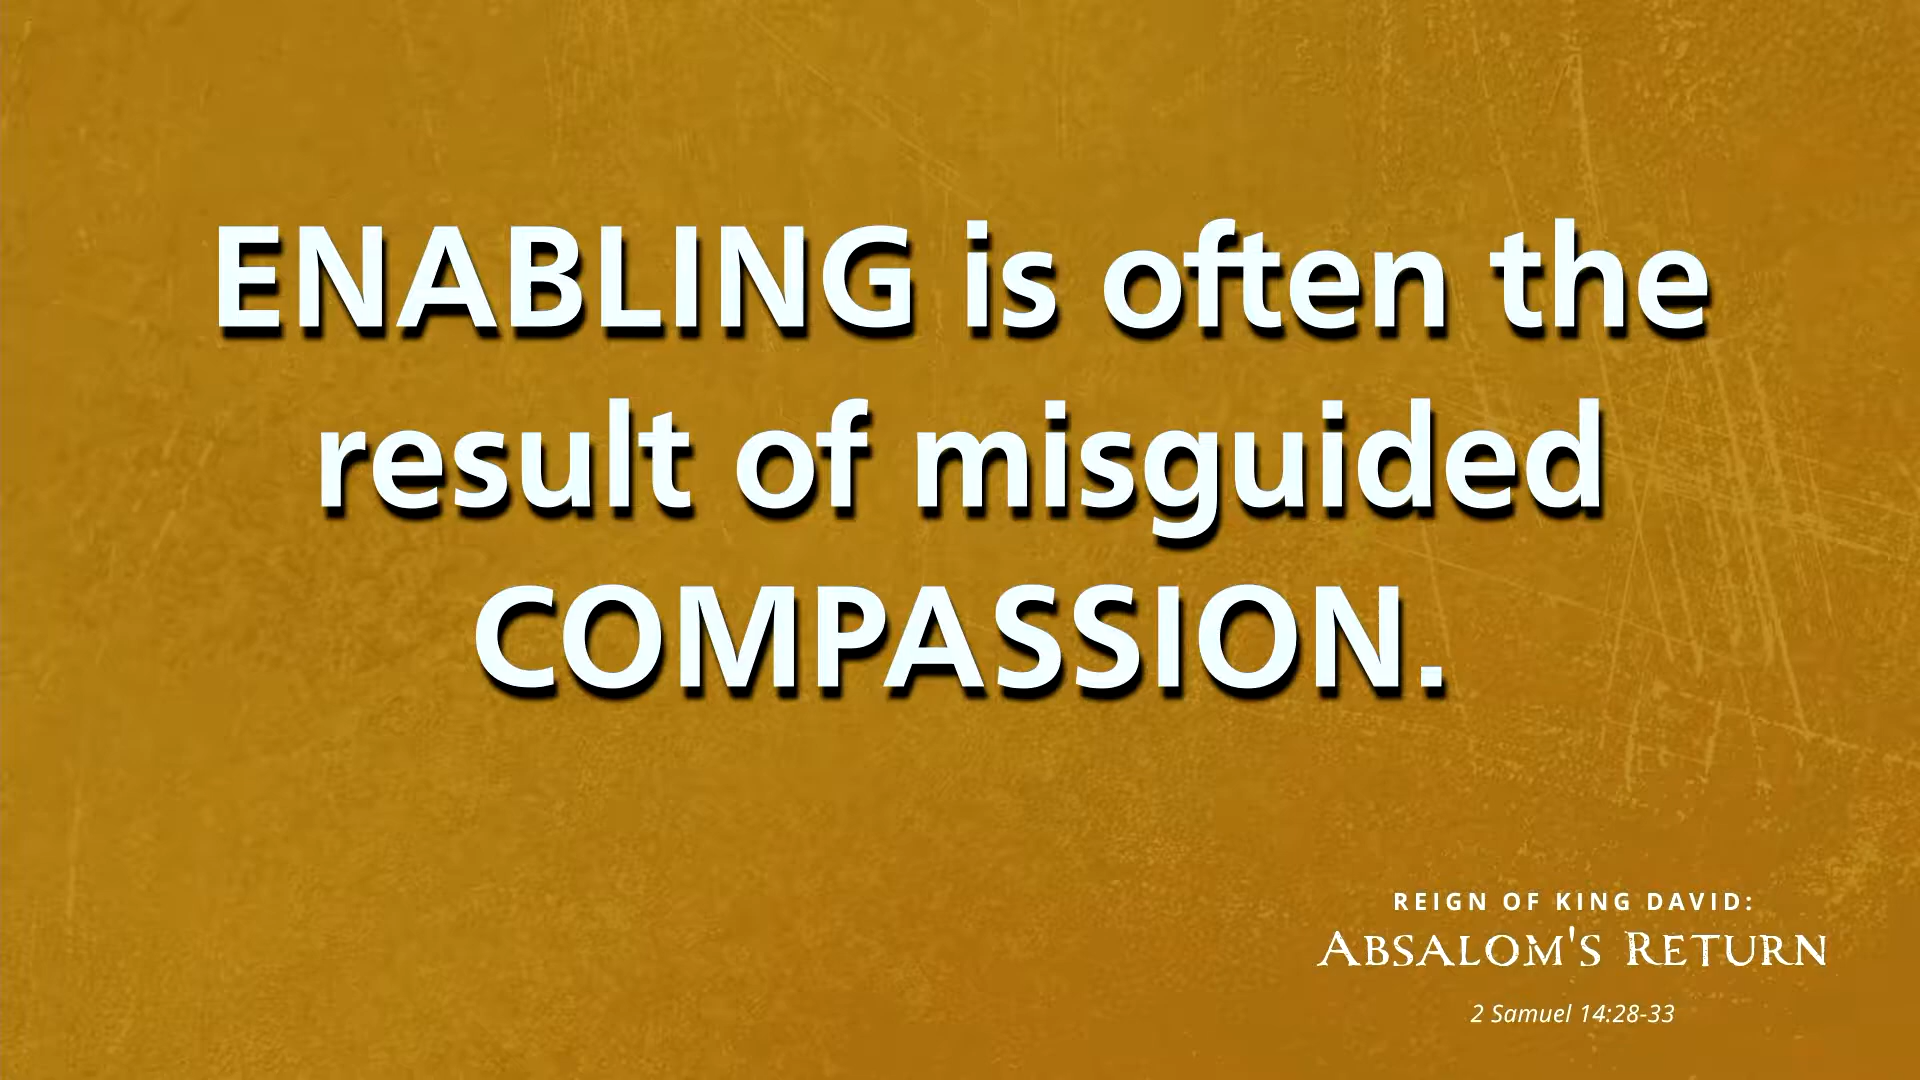 ENABLING is often the
result of misguided
COMPASSION.
REIGN OF KING DAVID:
ABSALOM'S RETURN
2 Samuel 14:28-33